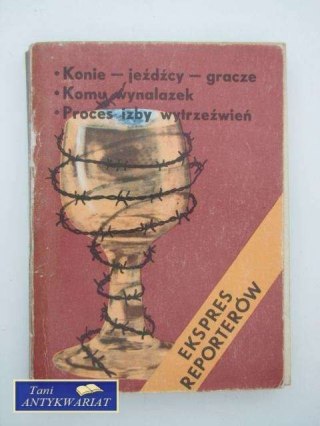 • Konie — jeźdźcy — gracze
• Komu wynalazek
• Proces izby wytrzeźwień
EKSPRES
REPORTERÓW
Tani
ANTYKWARIAT